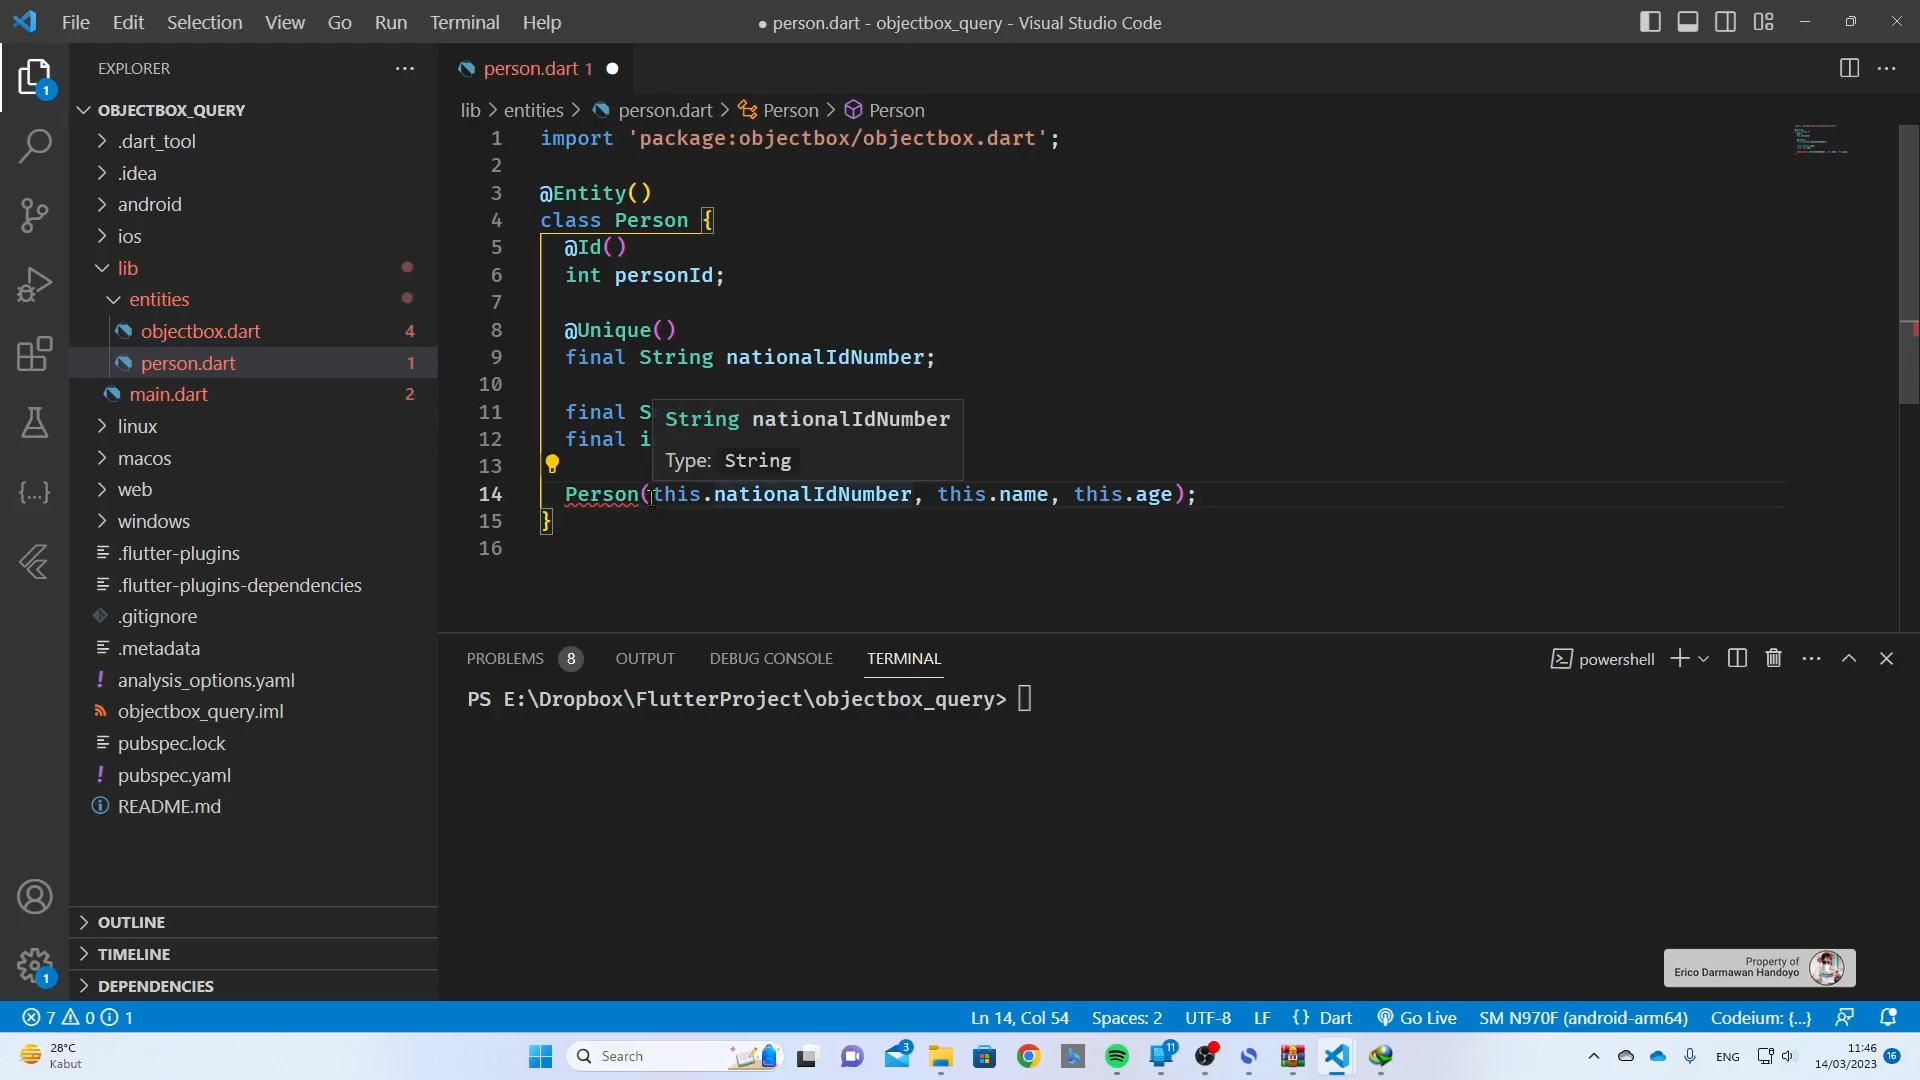 File Edit Selection View Go Run Terminal Help
● person.dart - objectbox_query - Visual Studio Code
EXPLORER
1
OBJECTBOX_QUERY
.dart_tool
.idea
android
ios
lib
entities
objectbox.dart 4
person.dart 1
main.dart 2
linux
macos
web
windows
.flutter-plugins
.flutter-plugins-dependencies
.gitignore
.metadata
analysis_options.yaml
objectbox_query.iml
pubspec.lock
pubspec.yaml
README.md
OUTLINE
TIMELINE
DEPENDENCIES
1
person.dart 1
lib > entities > person.dart > Person > Person
1 import 'package:objectbox/objectbox.dart';
2
3 @Entity()
4 class Person {
5 @Id()
6 int personId;
7
8 @Unique()
9 final String nationalIdNumber;
10
11 final S
12 final i
13
14 Person(this.nationalIdNumber, this.name, this.age);
15 }
16
String nationalIdNumber
Type: String
PROBLEMS 8 OUTPUT DEBUG CONSOLE TERMINAL
powershell
PS E:\Dropbox\FlutterProject\objectbox_query>
Property of
Erico Darmawan Handoyo
7 0 1
Ln 14, Col 54 Spaces: 2 UTF-8 LF {} Dart Go Live SM N970F (android-arm64) Codeium: {...}
28°C
Kabut
Search
3
11
ENG
11:46
14/03/2023
16